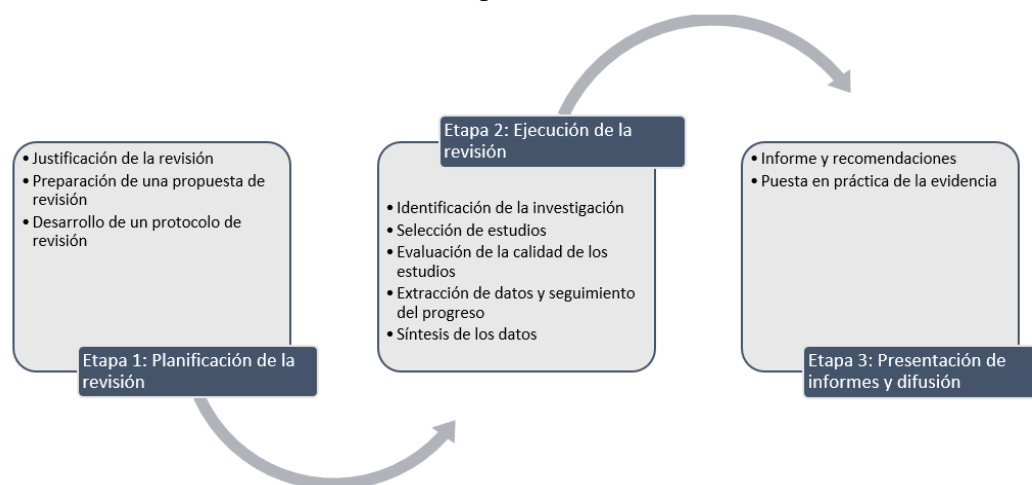 • Justificación de la revisión
• Preparación de una propuesta de
revisión
• Desarrollo de un protocolo de
revisión
Etapa 1: Planificación de la
revisión
Etapa 2: Ejecución de la
revisión
• Identificación de la investigación
• Selección de estudios
• Evaluación de la calidad de los
estudios
• Extracción de datos y seguimiento
del progreso
• Síntesis de los datos
• Informe y recomendaciones
• Puesta en práctica de la evidencia
Etapa 3: Presentación de
informes y difusión